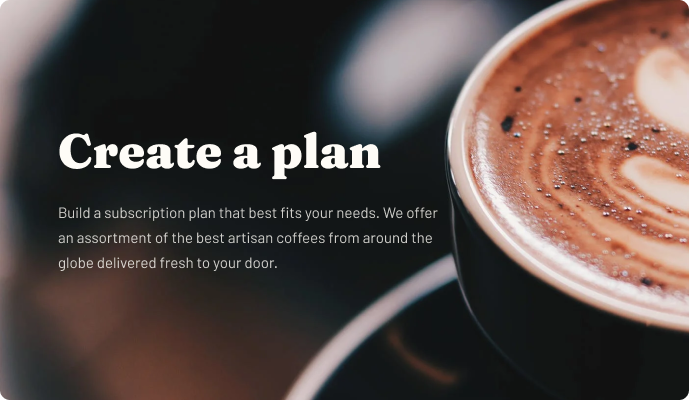 Create a plan
Build a subscription plan that best fits your needs. We offer
an assortment of the best artisan coffees from around the
globe delivered fresh to your door.